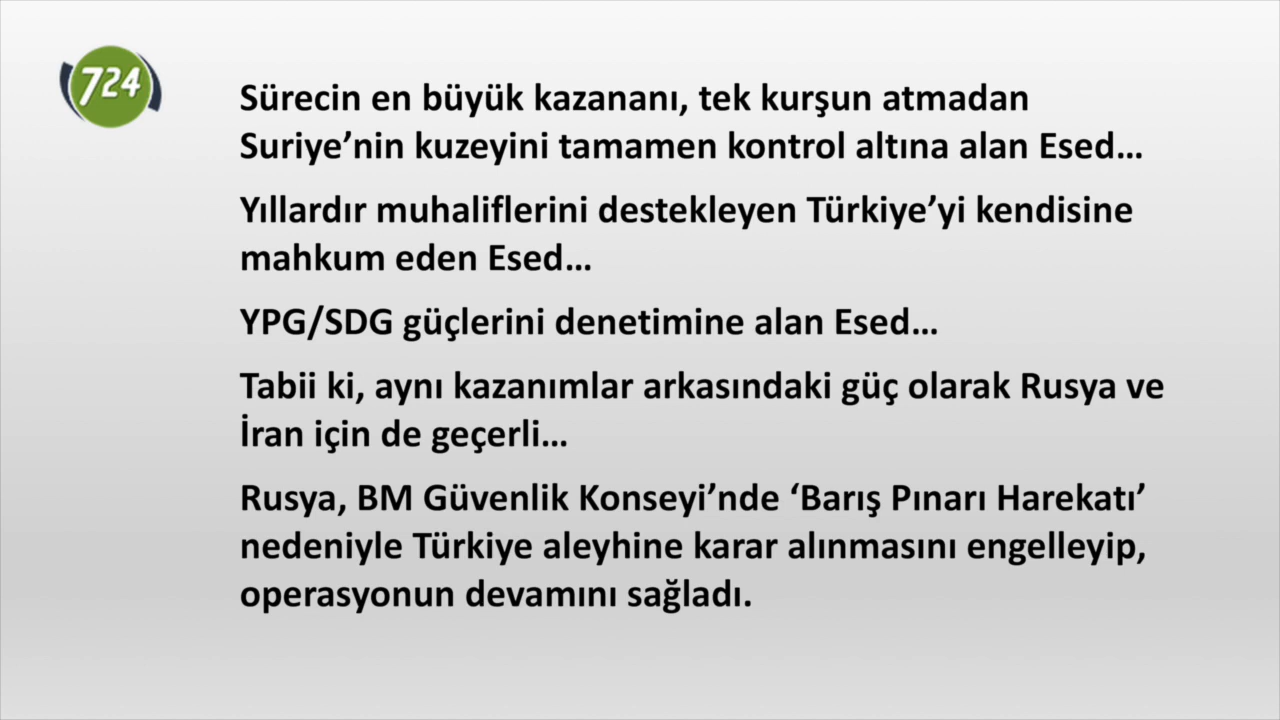 724
Sürecin en büyük kazananı, tek kurşun atmadan
Suriye’nin kuzeyini tamamen kontrol altına alan Esed…
Yıllardır muhaliflerini destekleyen Türkiye’yi kendisine
mahkum eden Esed…
YPG/SDG güçlerini denetimine alan Esed…
Tabii ki, aynı kazanımlar arkasındaki güç olarak Rusya ve
İran için de geçerli…
Rusya, BM Güvenlik Konseyi’nde ‘Barış Pınarı Harekatı’
nedeniyle Türkiye aleyhine karar alınmasını engelleyip,
operasyonun devamını sağladı.